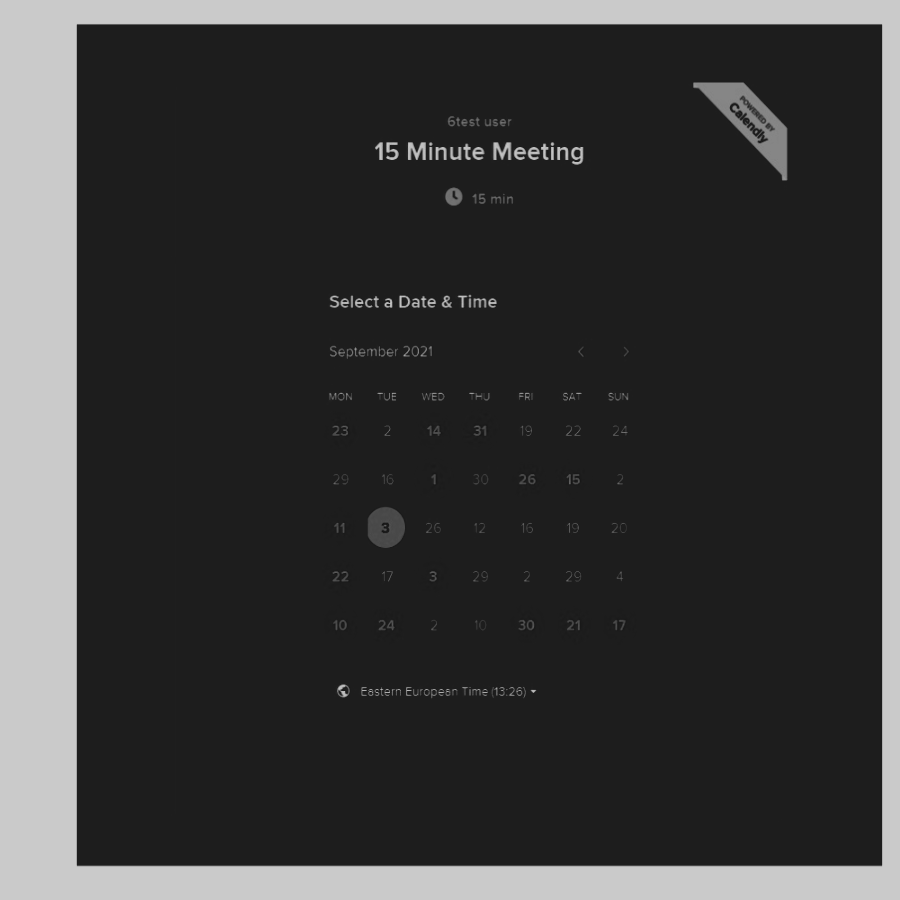 POWERED BY
Calendly
6test user
15 Minute Meeting
15 min
Select a Date & Time
September 2021
MON TUE WED THU FRI SAT SUN
23 2 14 31 19 22 24
29 16 1 30 26 15 2
11 3 26 12 16 19 20
22 17 3 29 2 29 4
10 24 2 10 30 21 17
Eastern European Time (13:26)